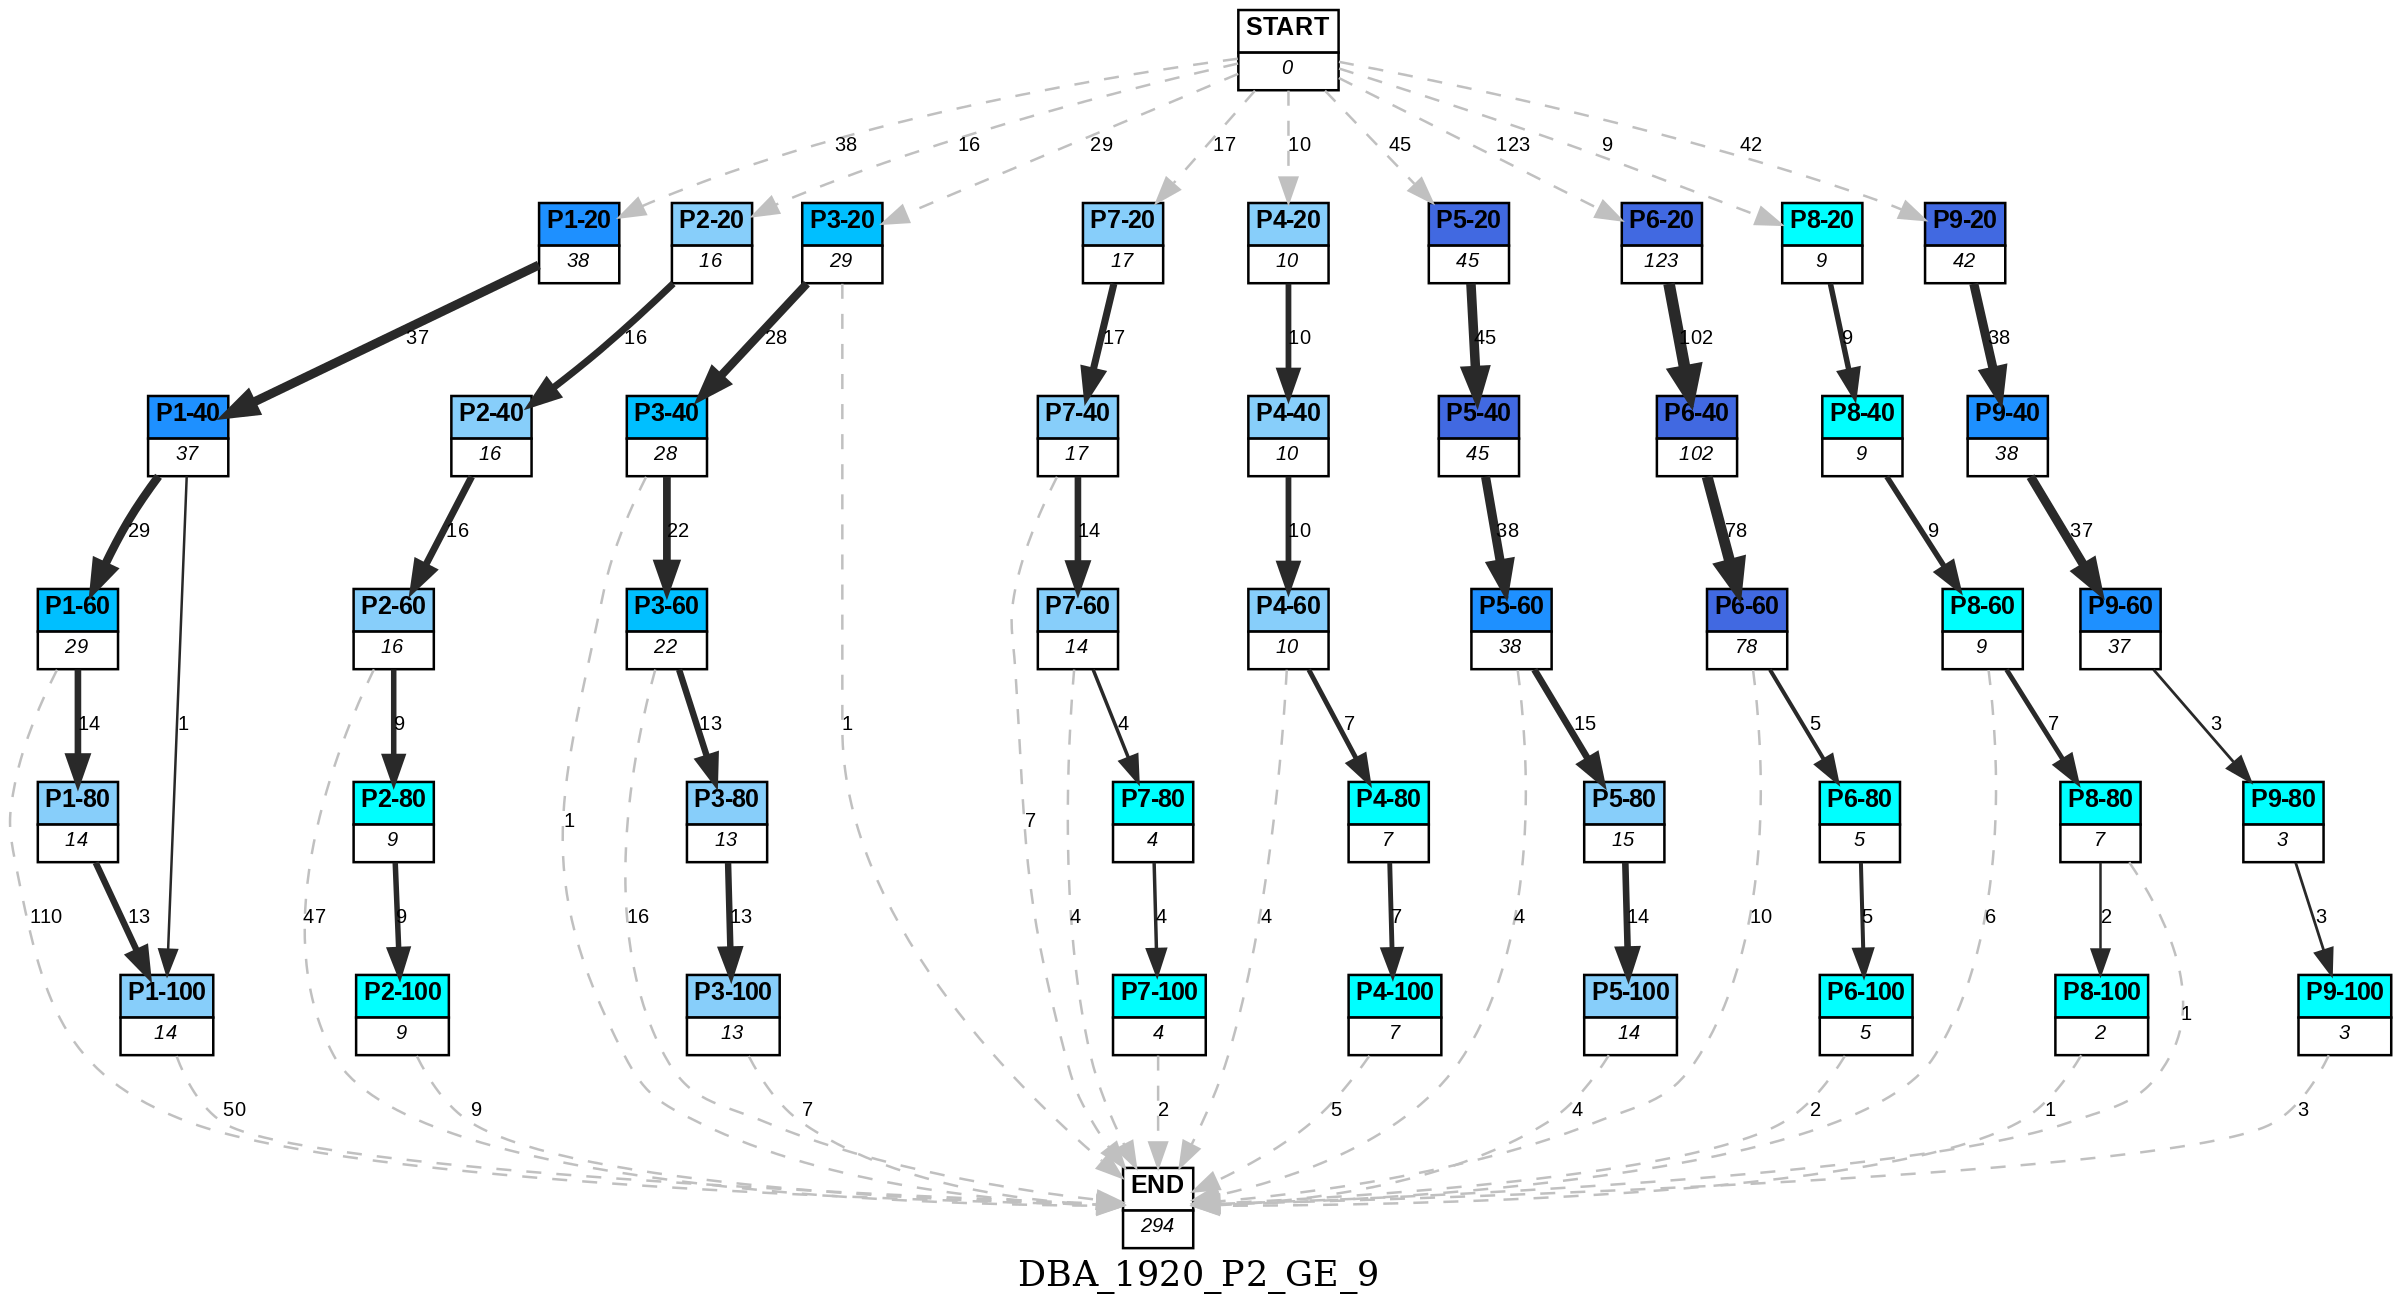 START
0
38
16
29
17
10
45
123
9
42
P1-20
38
P2-20
16
P3-20
29
P7-20
17
P4-20
10
P5-20
45
P6-20
123
P8-20
9
P9-20
42
37
16
28
17
10
45
102
9
38
P1-40
37
P2-40
16
P3-40
28
P7-40
17
P4-40
10
P5-40
45
P6-40
102
P8-40
9
P9-40
38
29
16
22
14
10
38
78
9
37
P1-60
29
P2-60
16
P3-60
22
P7-60
14
P4-60
10
P5-60
38
P6-60
78
P8-60
9
P9-60
37
14
1
9
13
1
4
7
15
5
7
3
P1-80
14
P2-80
9
1
P3-80
13
7
P7-80
4
P4-80
7
P5-80
15
P6-80
5
P8-80
7
P9-80
3
110
13
47
9
16
13
4
4
4
7
4
14
10
5
6
2
3
P1-100
14
P2-100
9
P3-100
13
P7-100
4
P4-100
7
P5-100
14
P6-100
5
P8-100
2
1
P9-100
3
50
9
7
2
5
4
2
1
3
END
294
DBA_1920_P2_GE_9